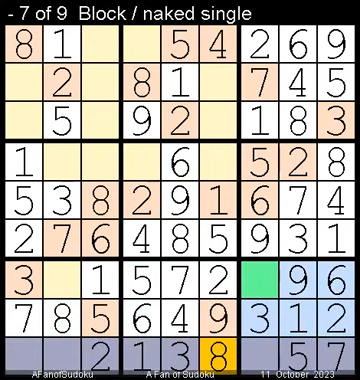 - 7 of 9 Block / naked single
8 1 5 4 2 6 9
2 8 1 7 4 5
5 9 2 1 8 3
1 6 5 2 8
5 3 8 2 9 1 6 7 4
2 7 6 4 8 5 9 3 1
3 1 5 7 2 9 6
7 8 5 6 4 9 3 1 2
2 1 3 8 5 7
AFanofSudoku A Fan of Sudoku 11 October 2023